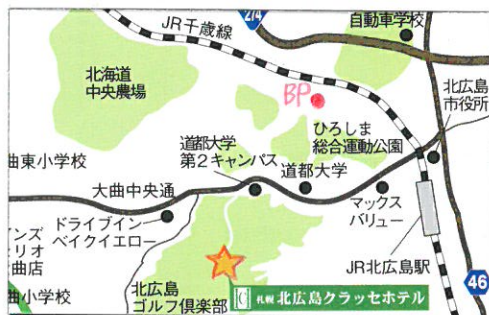 274
自動車学校
JR千歳線
北海道
中央農場
BP
北広島
市役所
ひろしま
総合運動公園
道都大学
第2キャンパス
道都大学
曲東小学校
大曲中央通
マックス
バリュー
ドライブイン
ベイクイエロー
インズ
ェリオ
曲店
JR北広島駅
北広島
ゴルフ倶楽部
札幌 北広島クラッセホテル
46
曲小学校